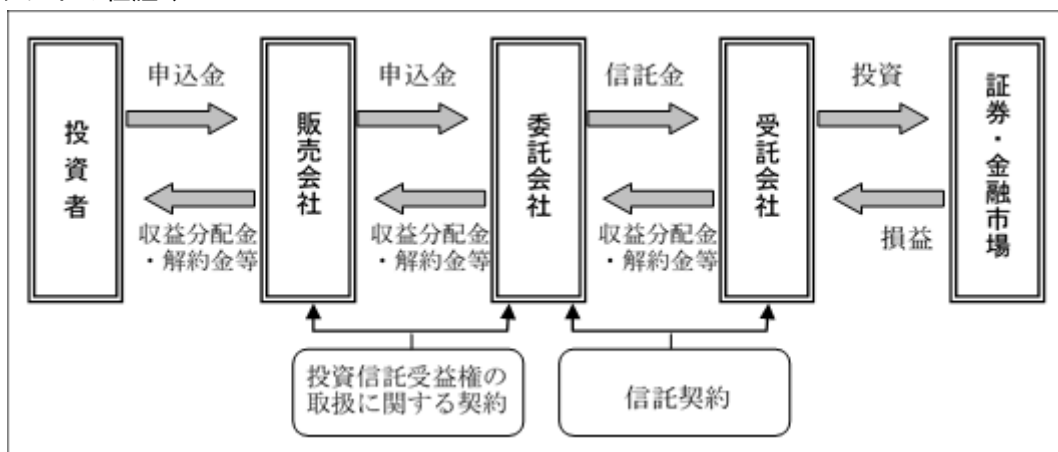 申込金
申込金
信託金
投資
投資者
販売会社
委託会社
受託会社
証券・金融市場
収益分配金
・解約金等
収益分配金
・解約金等
収益分配金
・解約金等
損益
投資信託受益権の
取扱に関する契約
信託契約